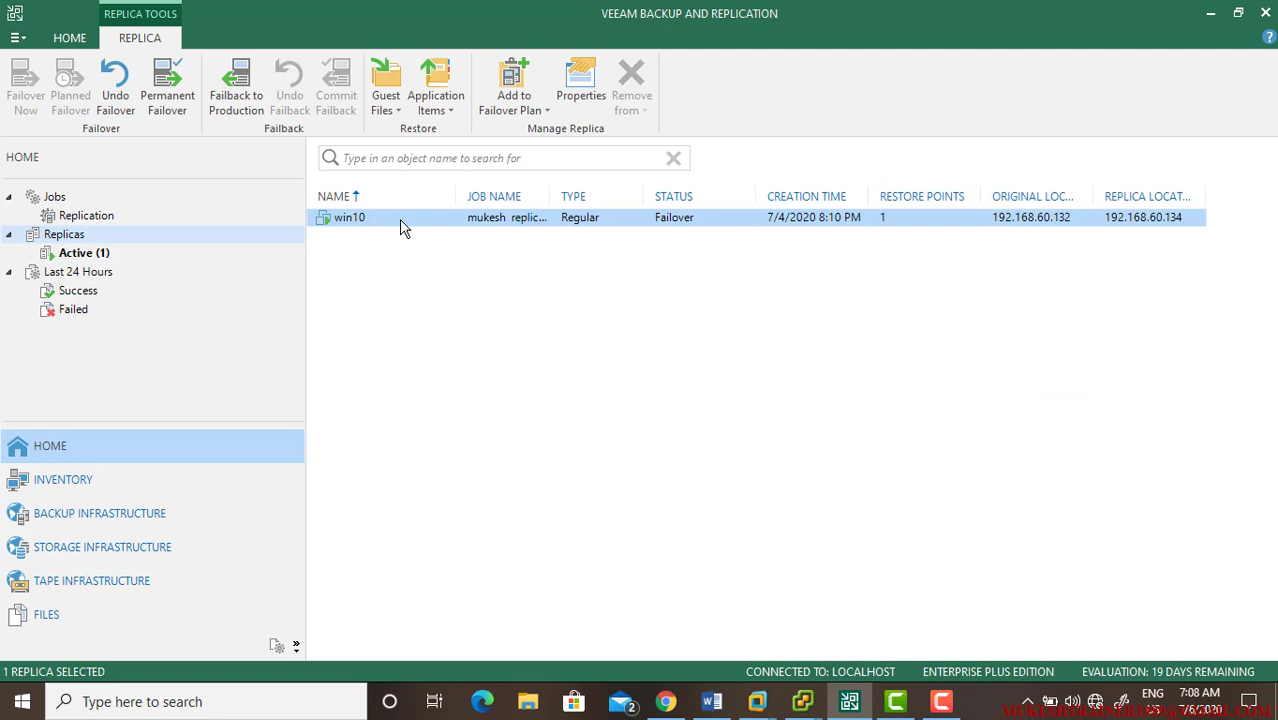 REPLICA TOOLS
VEEAM BACKUP AND REPLICATION
HOME
REPLICA
Failover Now
Planned Failover
Undo Failover
Permanent Failover
Failback to Production
Undo Failback
Commit Failback
Guest Files
Application Items
Add to Failover Plan
Properties
Remove from
Failover
Failback
Restore
Manage Replica
HOME
Type in an object name to search for
Jobs
Replication
Replicas
Active (1)
Last 24 Hours
Success
Failed
NAME JOB NAME TYPE STATUS CREATION TIME RESTORE POINTS ORIGINAL LOC... REPLICA LOCAT...
win10 mukesh replic... Regular Failover 7/4/2020 8:10 PM 1 192.168.60.132 192.168.60.134
HOME
INVENTORY
BACKUP INFRASTRUCTURE
STORAGE INFRASTRUCTURE
TAPE INFRASTRUCTURE
FILES
1 REPLICA SELECTED
CONNECTED TO: LOCALHOST
ENTERPRISE PLUS EDITION
EVALUATION: 19 DAYS REMAINING
Type here to search
2
ENG
7:08 AM
7/6/2020